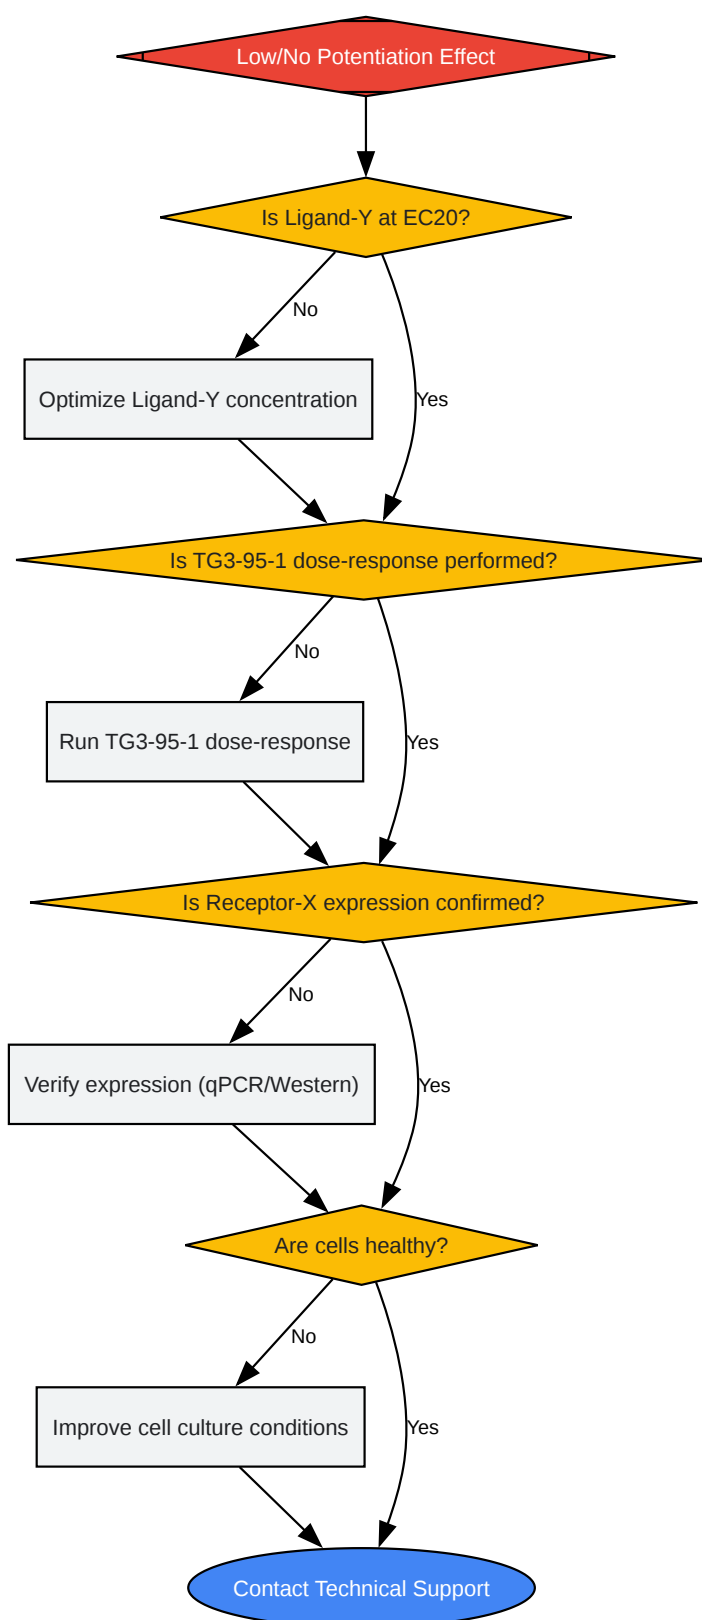 Low/No Potentiation Effect
Is Ligand-Y at EC20?
No
Optimize Ligand-Y concentration
Yes
Is TG3-95-1 dose-response performed?
No
Run TG3-95-1 dose-response
Yes
Is Receptor-X expression confirmed?
No
Verify expression (qPCR/Western)
Yes
Are cells healthy?
No
Improve cell culture conditions
Yes
Contact Technical Support